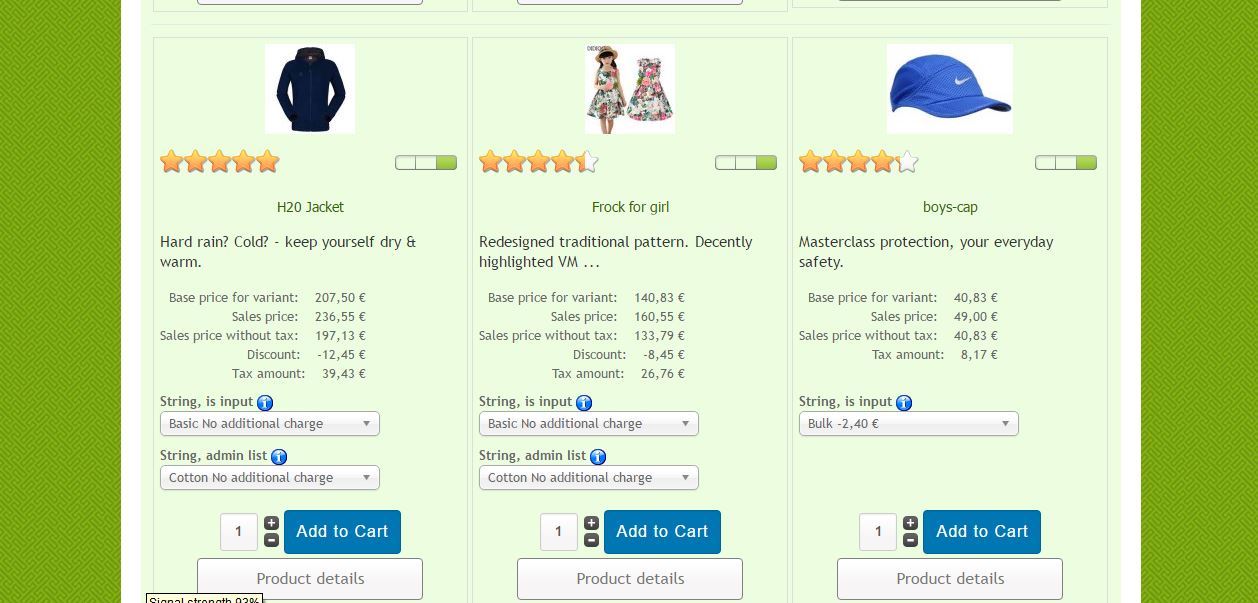 H20 Jacket
Hard rain? Cold? - keep yourself dry &
warm.
Base price for variant: 207,50 €
Sales price: 236,55 €
Sales price without tax: 197,13 €
Discount: -12,45 €
Tax amount: 39,43 €
String, is input
Basic No additional charge
String, admin list
Cotton No additional charge
1 + - Add to Cart
Product details
Signal strength 93%
Frock for girl
Redesigned traditional pattern. Decently
highlighted VM ...
Base price for variant: 140,83 €
Sales price: 160,55 €
Sales price without tax: 133,79 €
Discount: -8,45 €
Tax amount: 26,76 €
String, is input
Basic No additional charge
String, admin list
Cotton No additional charge
1 + - Add to Cart
Product details
boys-cap
Masterclass protection, your everyday
safety.
Base price for variant: 40,83 €
Sales price: 49,00 €
Sales price without tax: 40,83 €
Tax amount: 8,17 €
String, is input
Bulk -2,40 €
1 + - Add to Cart
Product details